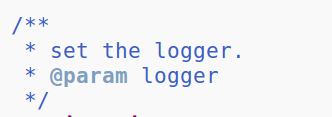 /**
* set the logger.
* @param logger
*/